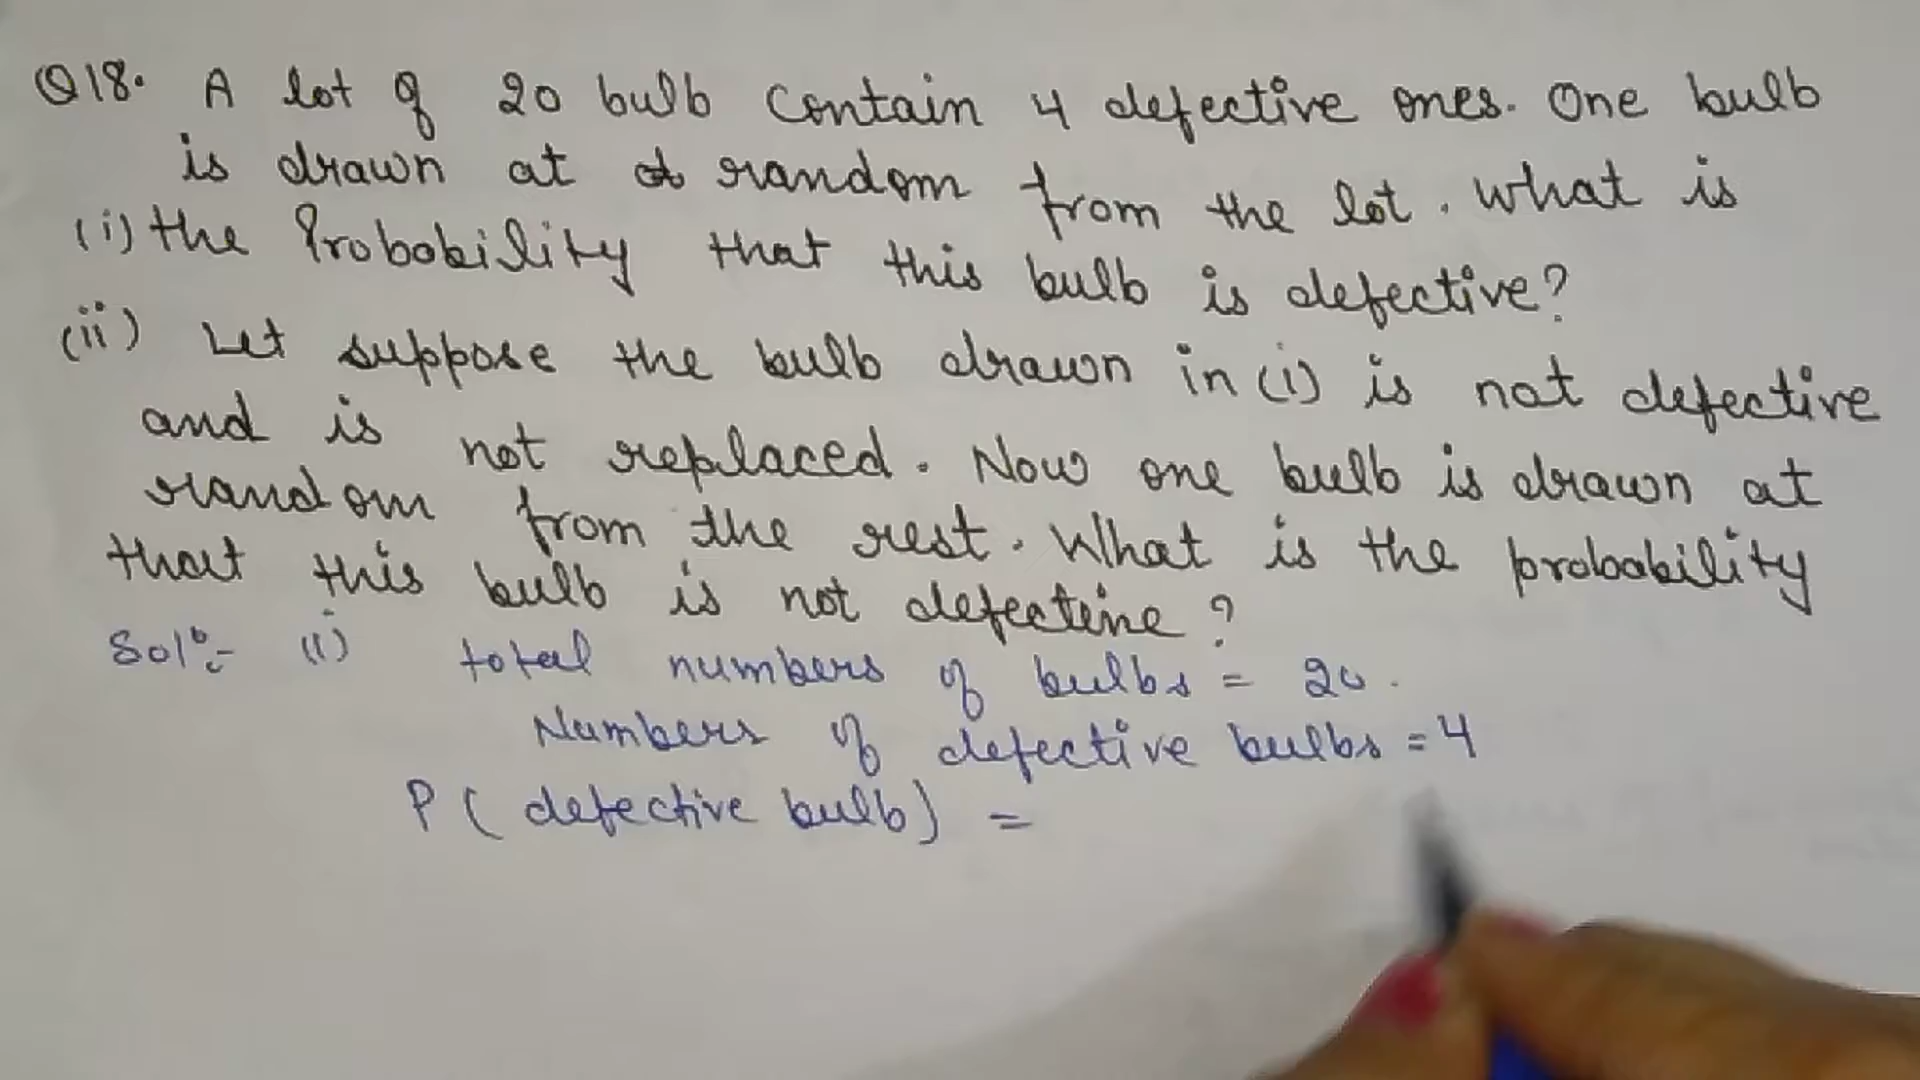 Q18. A lot of 20 bulb contain 4 defective ones. One bulb
is drawn at random from the lot. What is
(i) the Probability that this bulb is defective?
(ii) Let suppose the bulb drawn in (i) is not defective
and is not replaced. Now one bulb is drawn at
random from the rest. What is the probability
that this bulb is not defective?
Sol:- (i) total numbers of bulbs = 20.
Numbers of defective bulbs = 4
P ( defective bulb) =